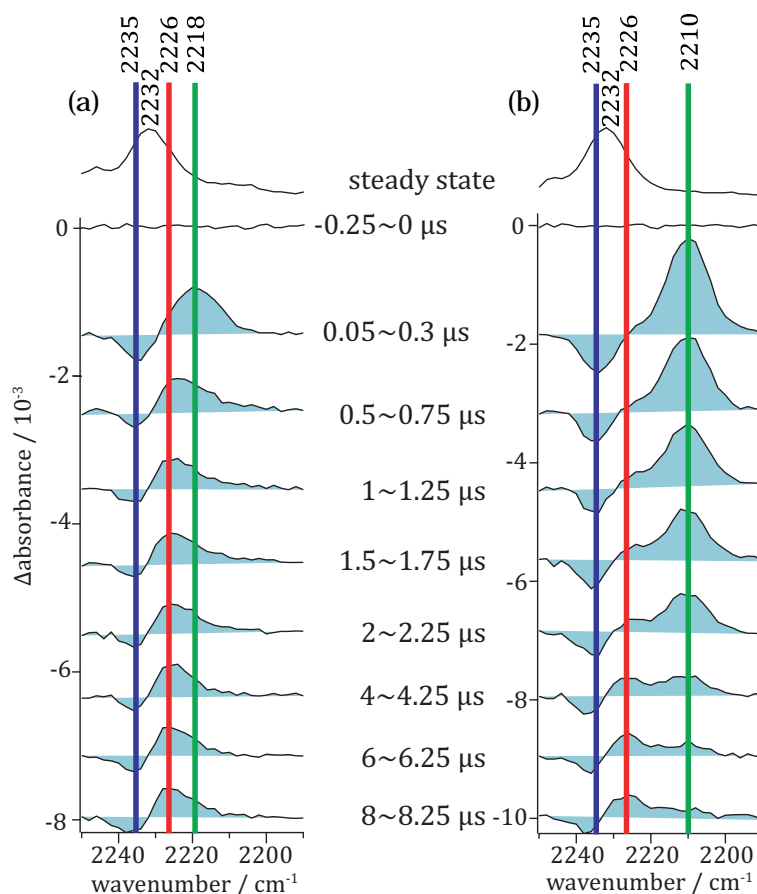 2235
2226
2218
2232
(a)
2235
2226
2210
2232
(b)
steady state
-0.25~0 µs
0.05~0.3 µs
0.5~0.75 µs
1~1.25 µs
1.5~1.75 µs
2~2.25 µs
4~4.25 µs
6~6.25 µs
8~8.25 µs
Δabsorbance / 10⁻³
0
-2
-4
-6
-8
0
-2
-4
-6
-8
-10
2240
2220
2200
2240
2220
2200
wavenumber / cm⁻¹
wavenumber / cm⁻¹